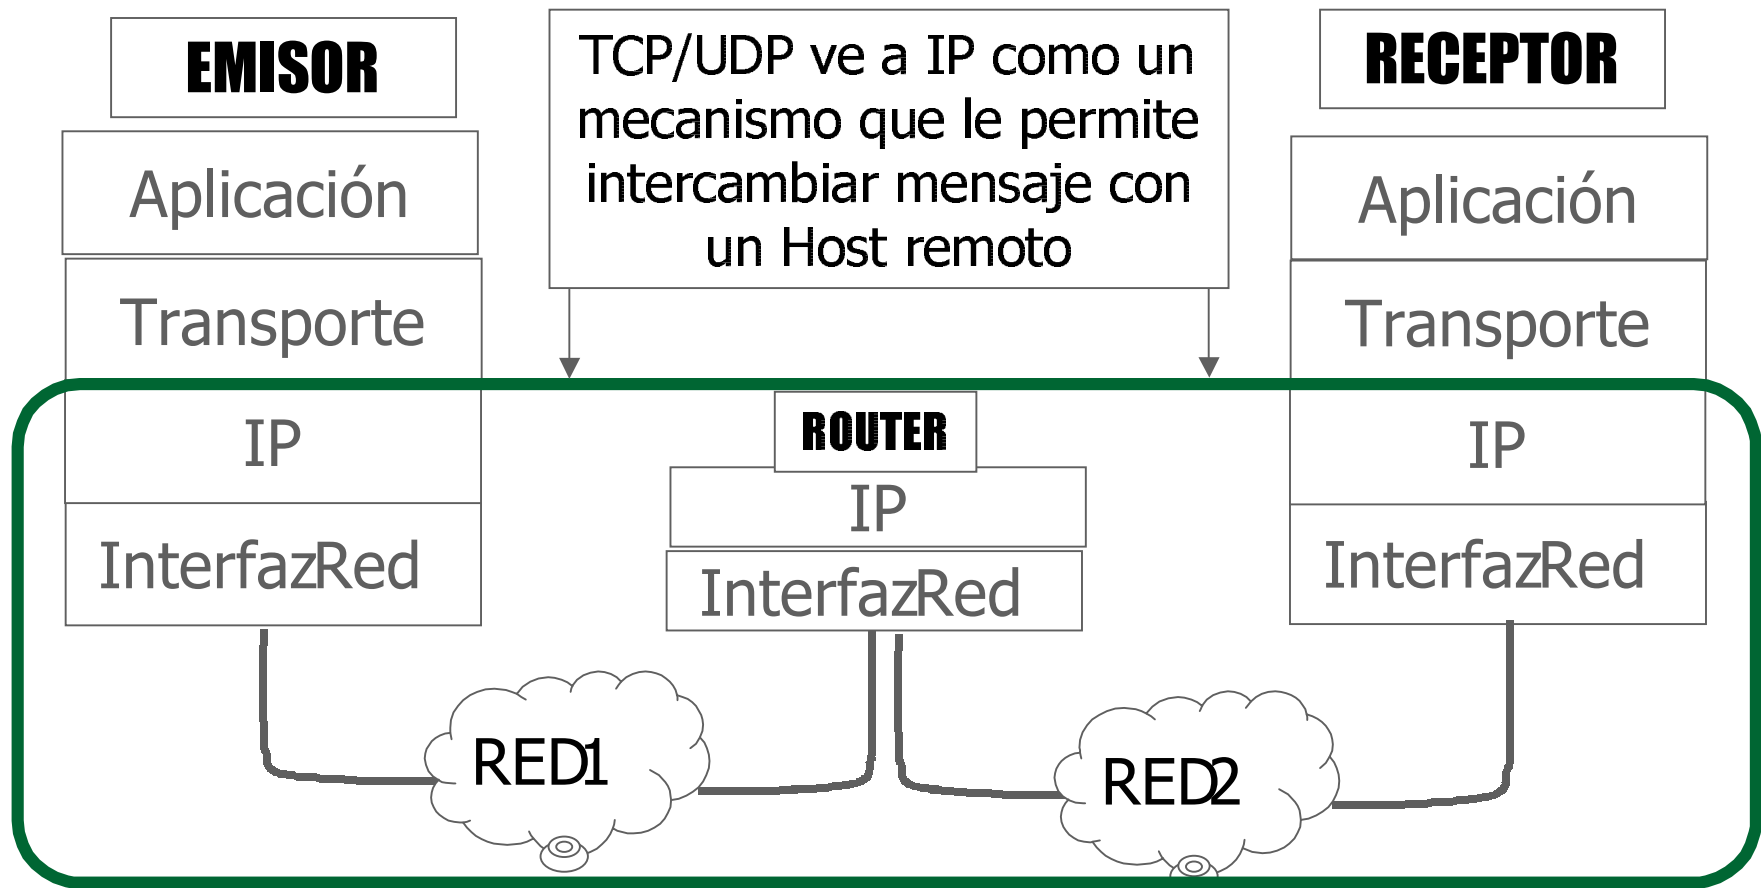 EMISOR
TCP/UDP ve a IP como un
mecanismo que le permite
intercambiar mensaje con
un Host remoto
RECEPTOR
Aplicación
Transporte
IP
InterfazRed
ROUTER
IP
InterfazRed
Aplicación
Transporte
IP
InterfazRed
RED1
RED2